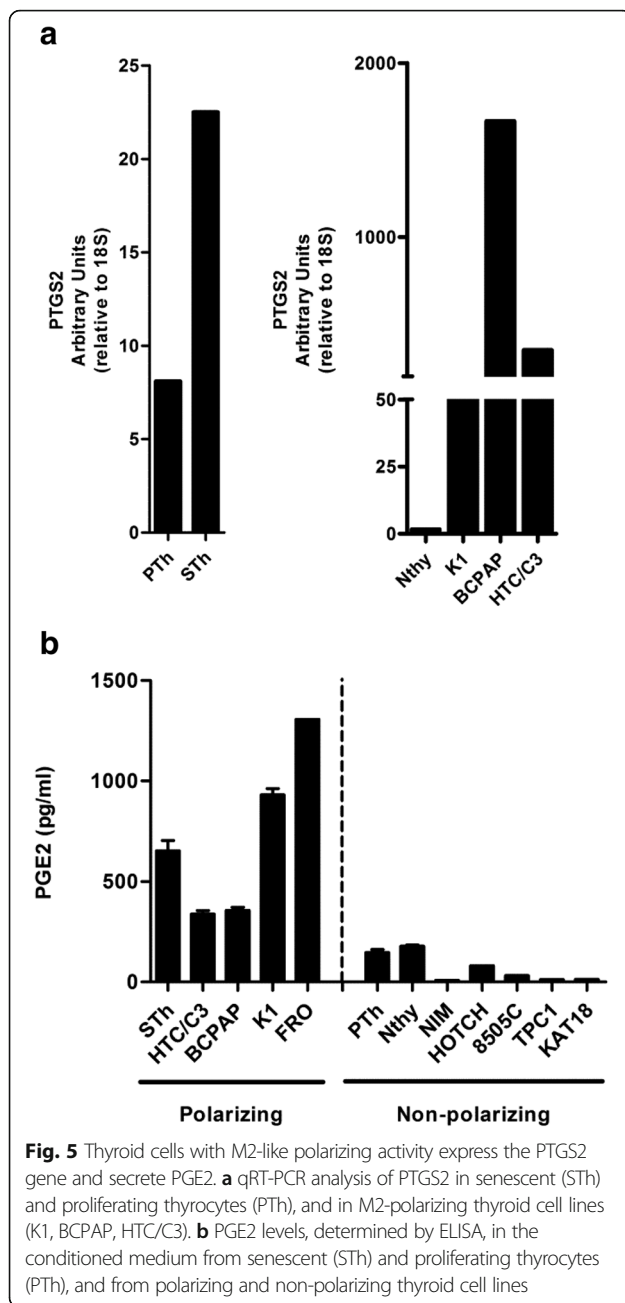 a
25
20
15
10
5
0
PTGS2
Arbitrary Units
(relative to 18S)
PTh
STh
2000
1000
50
25
0
PTGS2
Arbitrary Units
(relative to 18S)
Nthy
K1
BCPAP
HTC/C3
b
1500
1000
500
0
PGE2 (pg/ml)
STh
HTC/C3
BCPAP
K1
FRO
PTh
Nthy
NIM
HOTCH
8505C
TPC1
KAT18
Polarizing
Non-polarizing
Fig. 5 Thyroid cells with M2-like polarizing activity express the PTGS2
gene and secrete PGE2. a qRT-PCR analysis of PTGS2 in senescent (STh)
and proliferating thyrocytes (PTh), and in M2-polarizing thyroid cell lines
(K1, BCPAP, HTC/C3). b PGE2 levels, determined by ELISA, in the
conditioned medium from senescent (STh) and proliferating thyrocytes
(PTh), and from polarizing and non-polarizing thyroid cell lines